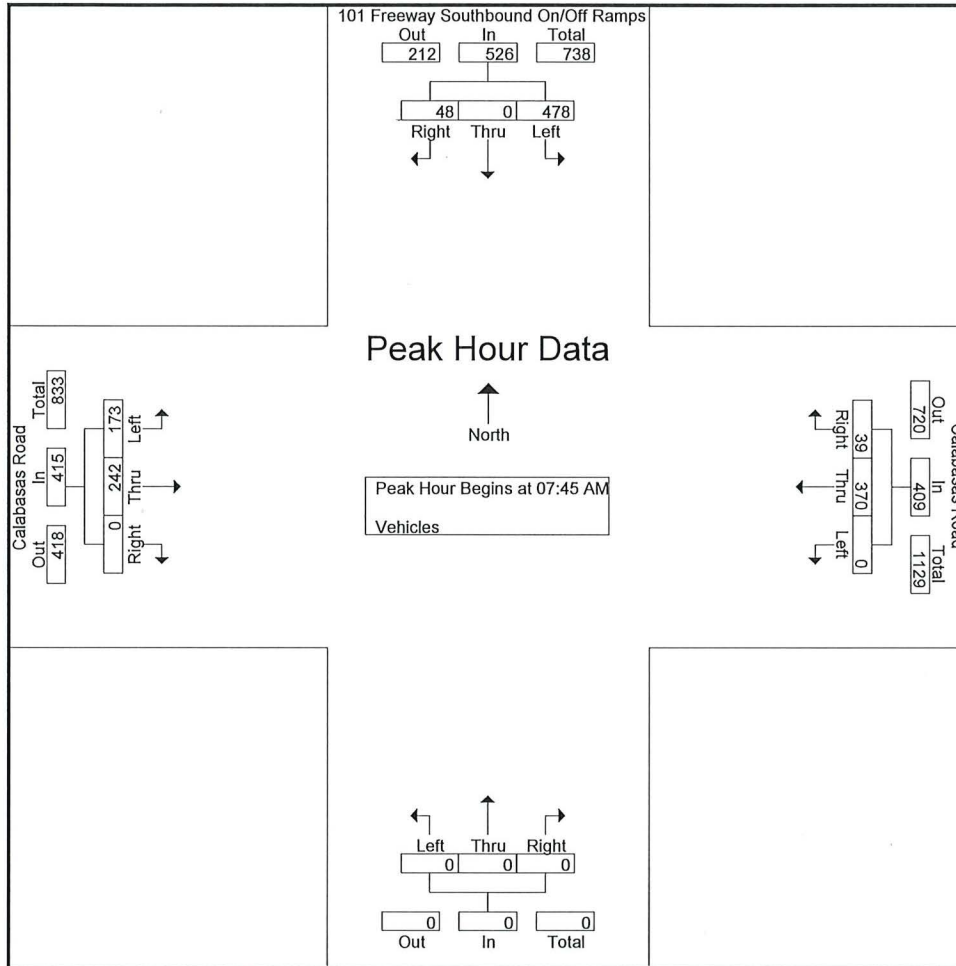 101 Freeway Southbound On/Off Ramps
Out In Total
212 526 738
48 0 478
Right Thru Left
Peak Hour Data
North
Peak Hour Begins at 07:45 AM
Vehicles
Calabasas Road
Out In Total
418 415 833
0 242 173
Right Thru Left
Right Thru Left
39 370 0
720 409 1129
Out In Total
Calabasas Road
Left Thru Right
0 0 0
0 0 0
Out In Total